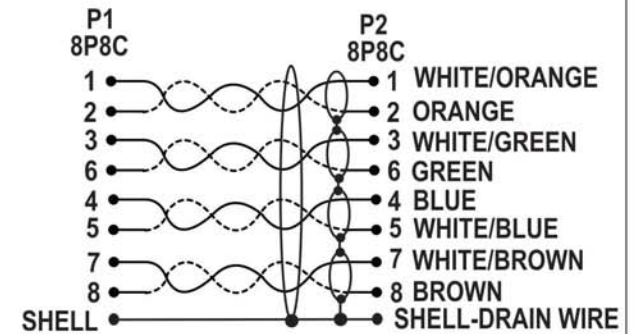 P1
8P8C
P2
8P8C
1 1 WHITE/ORANGE
2 2 ORANGE
3 3 WHITE/GREEN
6 6 GREEN
4 4 BLUE
5 5 WHITE/BLUE
7 7 WHITE/BROWN
8 8 BROWN
SHELL SHELL-DRAIN WIRE